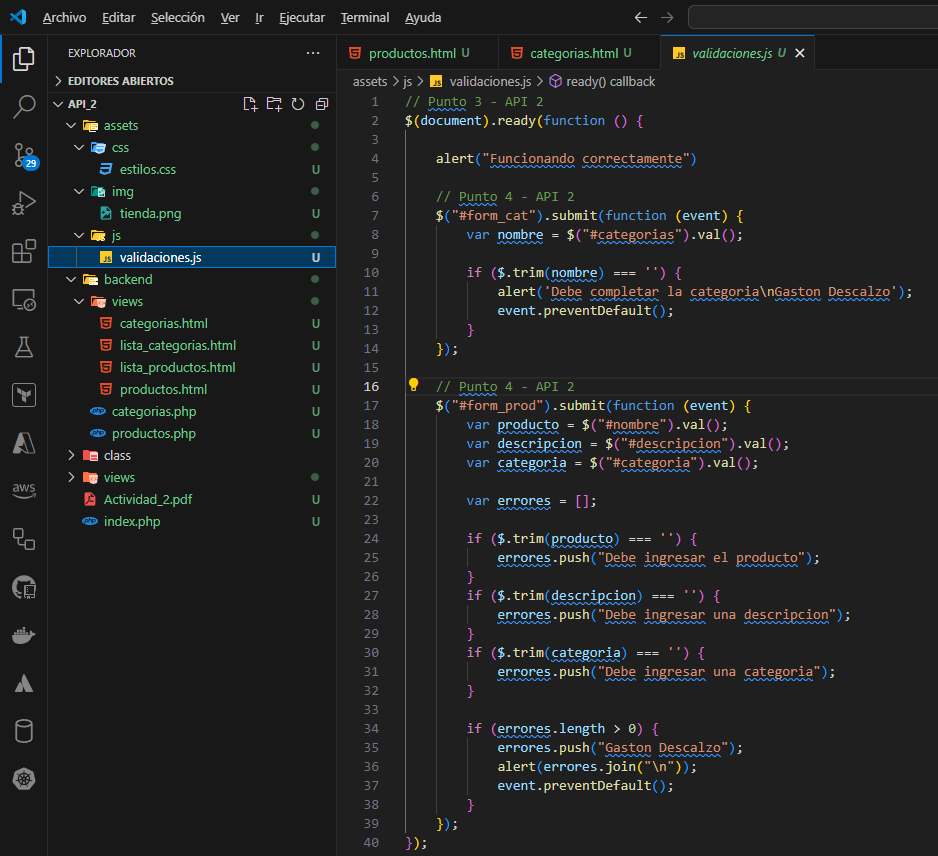 Archivo Editar Selección Ver Ir Ejecutar Terminal Ayuda
EXPLORADOR
EDITORES ABIERTOS
API_2
assets
css
estilos.css U
img
tienda.png U
js
JS validaciones.js U
backend
views
categorias.html U
lista_categorias.html U
lista_productos.html U
productos.html U
php categorias.php U
php productos.php U
class
views
Actividad_2.pdf U
php index.php U
29
aws
productos.html U categorias.html U JS validaciones.js U
assets > js > JS validaciones.js > ready() callback
1 // Punto 3 - API 2
2 $(document).ready(function () {
3
4 alert("Funcionando correctamente")
5
6 // Punto 4 - API 2
7 $("#form_cat").submit(function (event) {
8 var nombre = $("#categorias").val();
9
10 if ($.trim(nombre) === '') {
11 alert('Debe completar la categoria\nGaston Descalzo');
12 event.preventDefault();
13 }
14 });
15
16 // Punto 4 - API 2
17 $("#form_prod").submit(function (event) {
18 var producto = $("#nombre").val();
19 var descripcion = $("#descripcion").val();
20 var categoria = $("#categoria").val();
21
22 var errores = [];
23
24 if ($.trim(producto) === '') {
25 errores.push("Debe ingresar el producto");
26 }
27 if ($.trim(descripcion) === '') {
28 errores.push("Debe ingresar una descripcion");
29 }
30 if ($.trim(categoria) === '') {
31 errores.push("Debe ingresar una categoria");
32 }
33
34 if (errores.length > 0) {
35 errores.push("Gaston Descalzo");
36 alert(errores.join("\n"));
37 event.preventDefault();
38 }
39 });
40 });